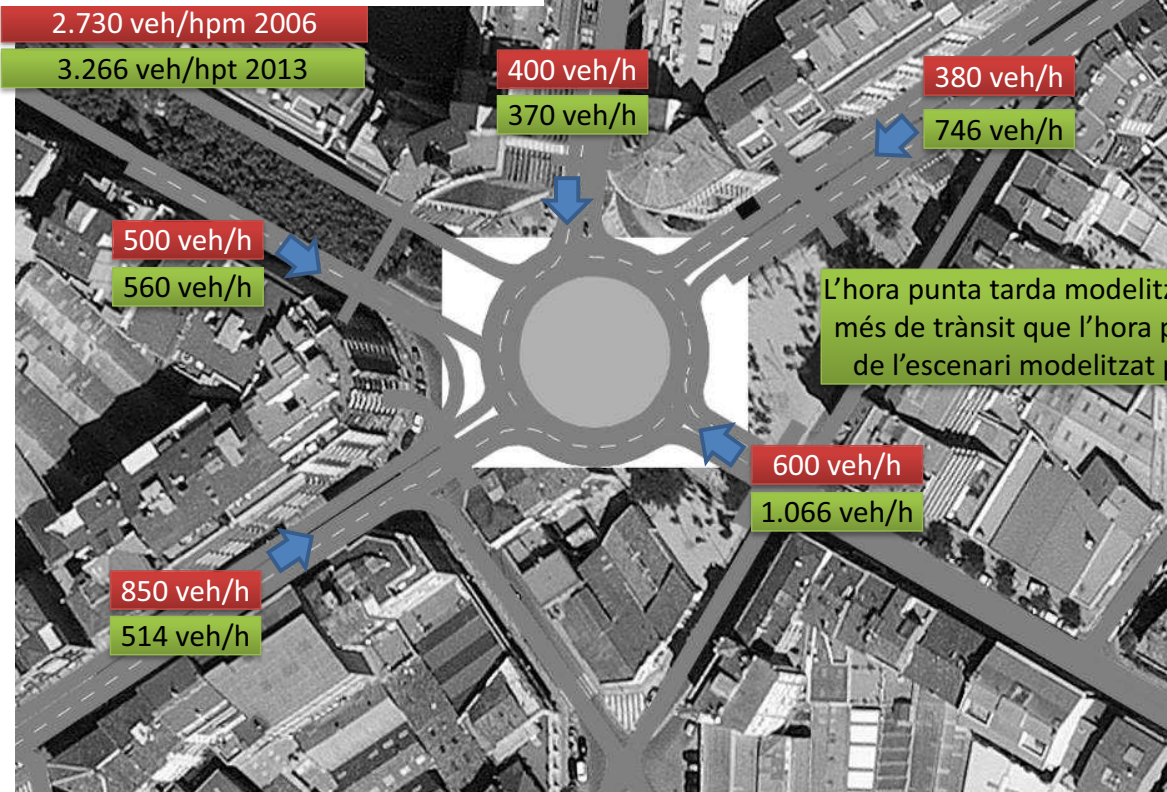 2.730 veh/hpm 2006
3.266 veh/hpt 2013
400 veh/h
370 veh/h
380 veh/h
746 veh/h
500 veh/h
560 veh/h
L’hora punta tarda
més de trànsit que l’hora
de l’escenari modelitzat
600 veh/h
1.066 veh/h
850 veh/h
514 veh/h